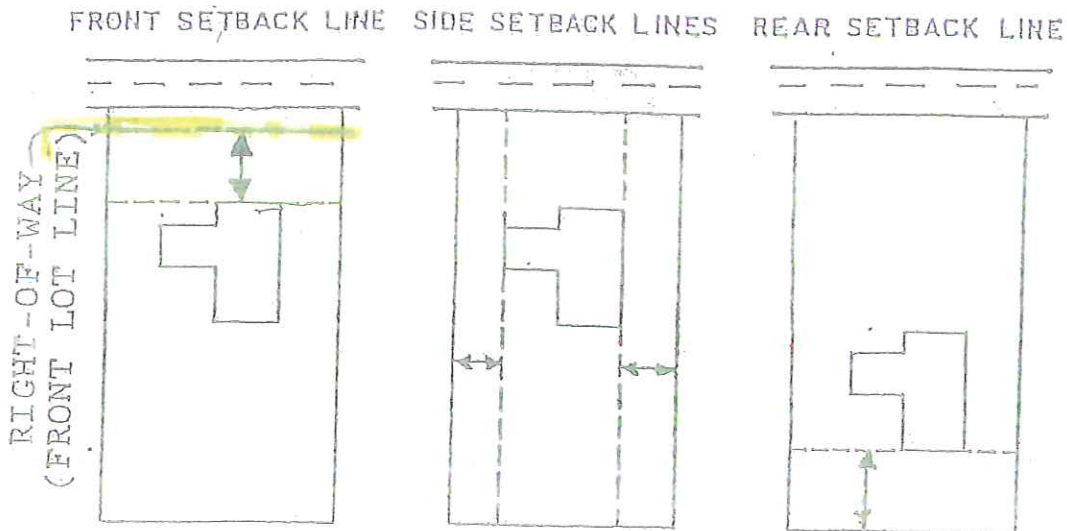 FRONT SETBACK LINE
SIDE SETBACK LINES
REAR SETBACK LINE
RIGHT-OF-WAY
(FRONT LOT LINE)